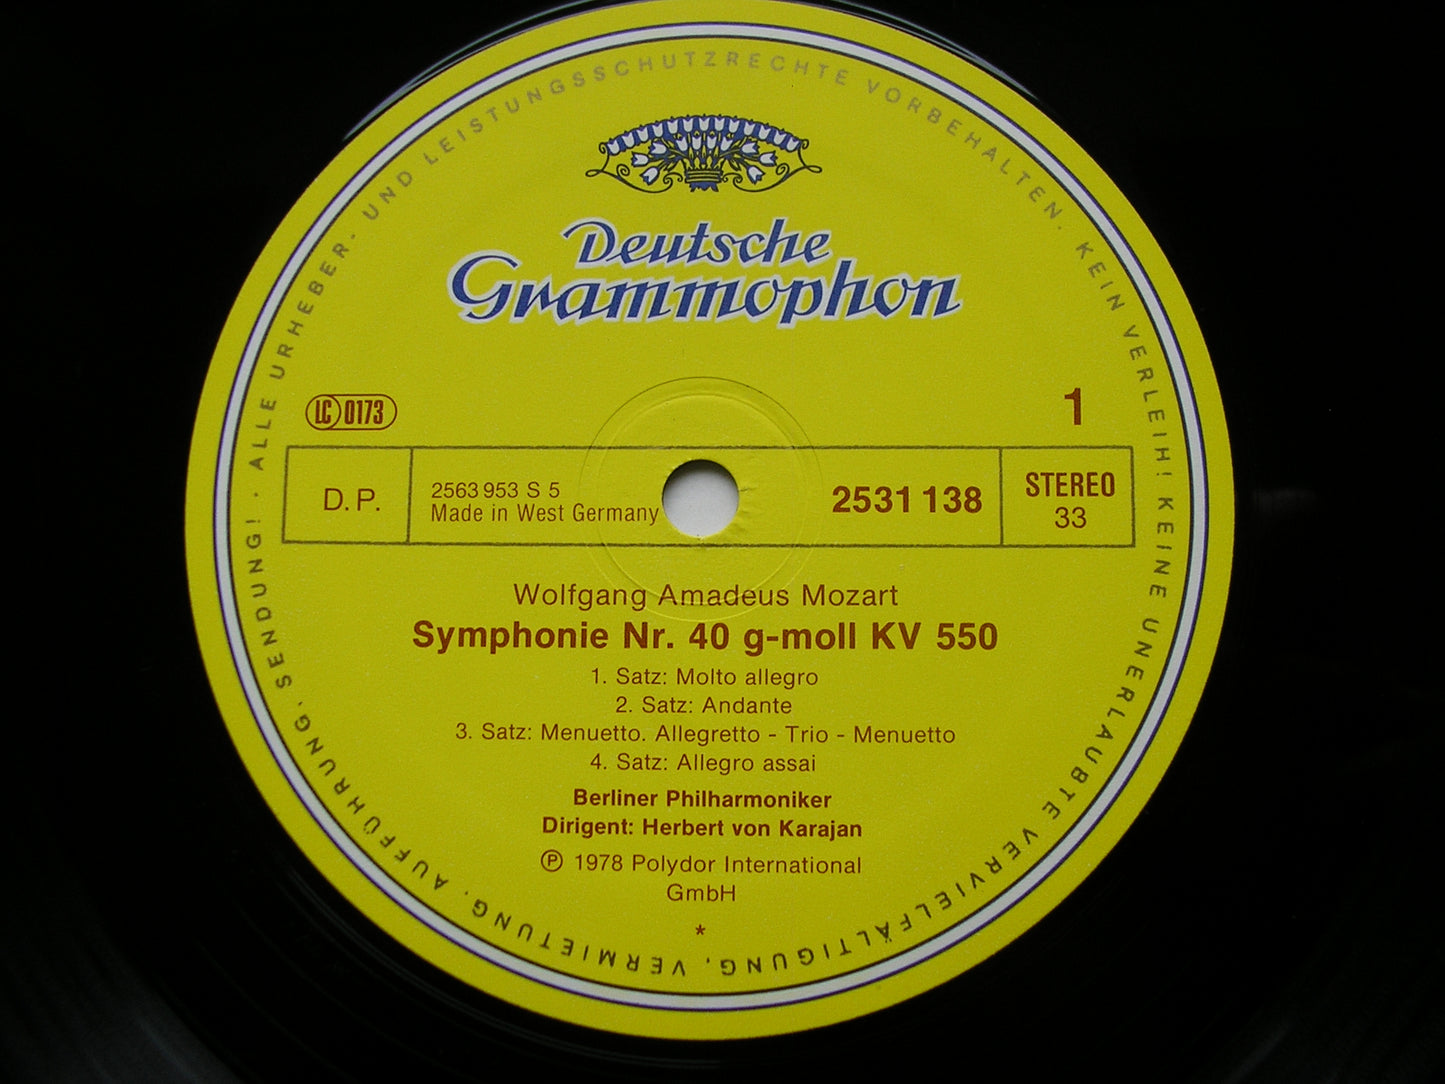 ALLE URHEBER- UND LEISTUNGSSCHUTZRECHTE VORBEHALTEN. KEIN VERLEIH! KEINE UNERLAUBTE VERVIELFÄLTIGUNG, VERMIETUNG, AUFFÜHRUNG, SENDUNG! ·
Deutsche
Grammophon
LC 0173
1
D.P.
2563 953 S 5
Made in West Germany
2531 138
STEREO
33
Wolfgang Amadeus Mozart
Symphonie Nr. 40 g-moll KV 550
1. Satz: Molto allegro
2. Satz: Andante
3. Satz: Menuetto. Allegretto - Trio - Menuetto
4. Satz: Allegro assai
Berliner Philharmoniker
Dirigent: Herbert von Karajan
℗ 1978 Polydor International
GmbH
*